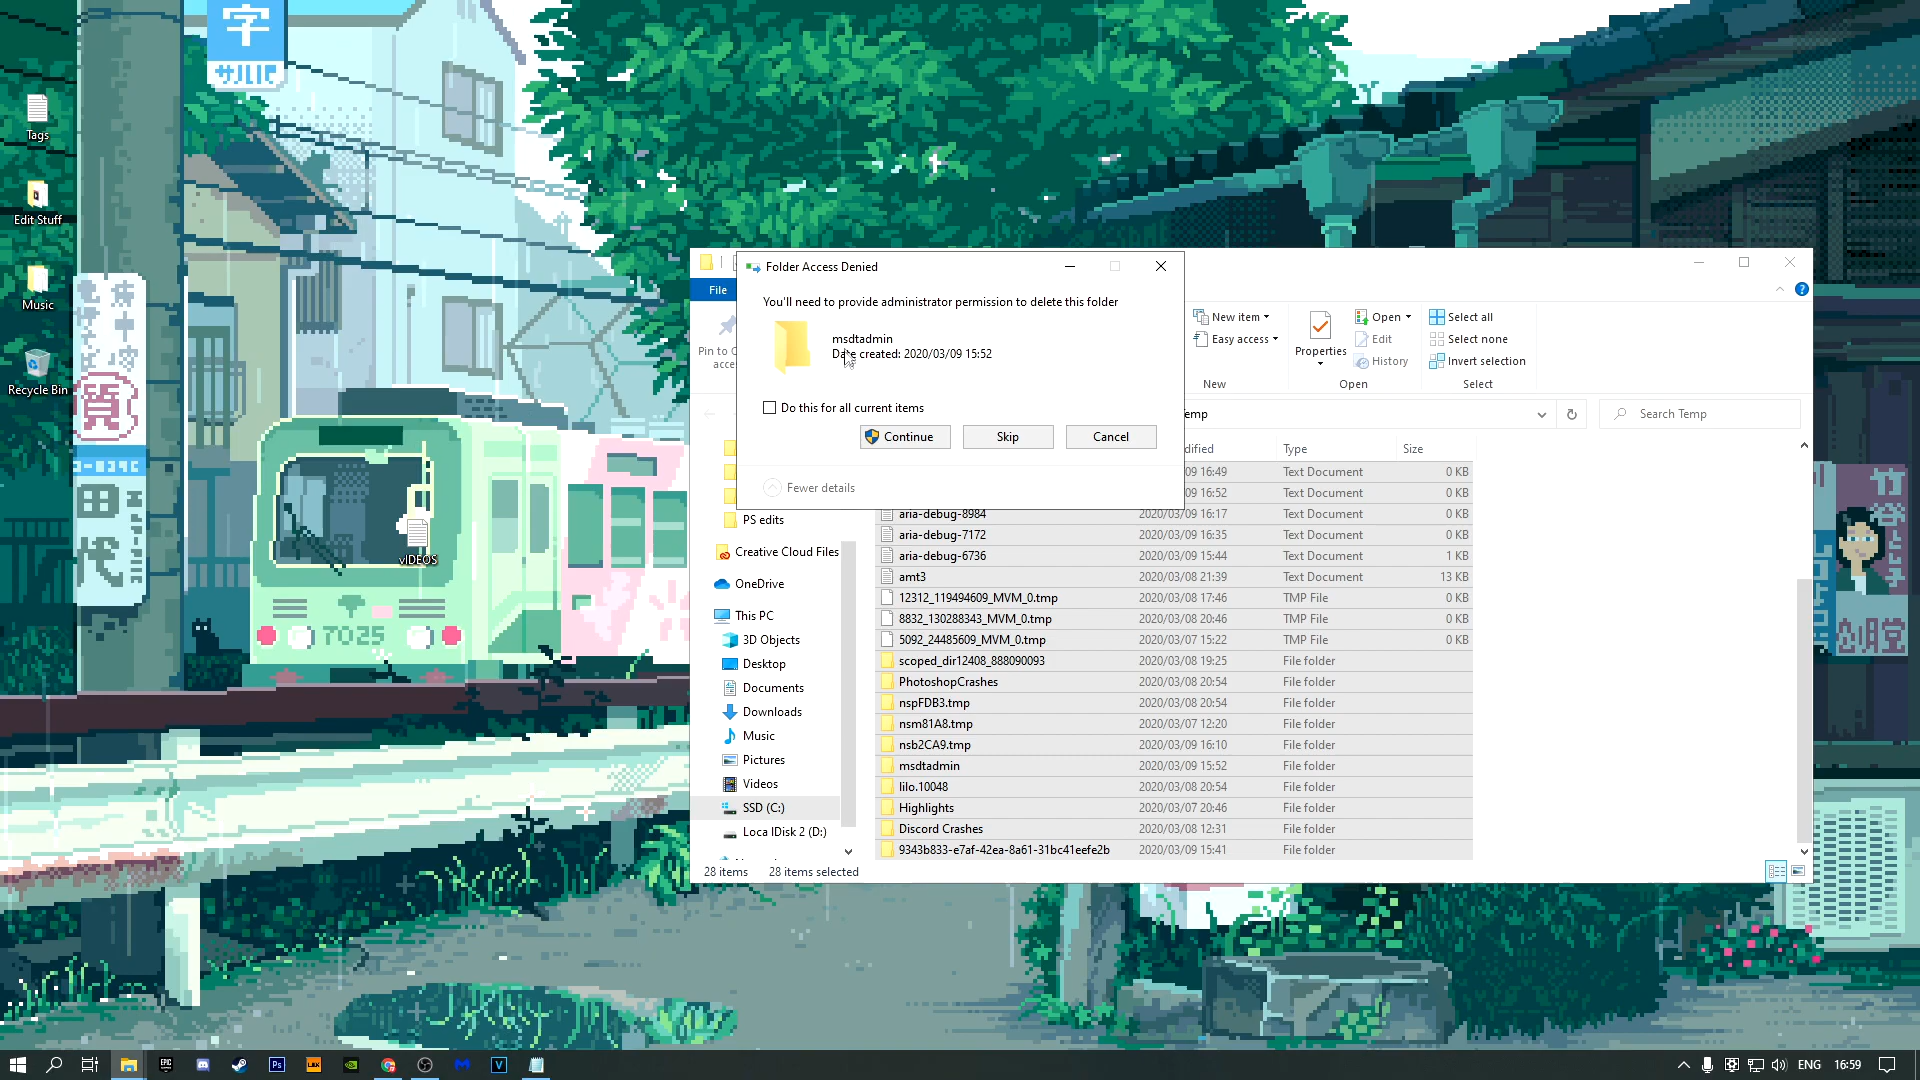 字
サルバ
Tags
Edit Stuff
Music
Recycle Bin
質
田
代
7025
vIDEOS
Folder Access Denied
You'll need to provide administrator permission to delete this folder
msdtadmin
Date created: 2020/03/09 15:52
Do this for all current items
Continue
Skip
Cancel
Fewer details
File
Pin to
acce
New item
Easy access
New
Properties
Open
Edit
History
Open
Select all
Select none
Invert selection
Select
emp
Search Temp
dified
Type
Size
09 16:49 Text Document 0 KB
09 16:52 Text Document 0 KB
aria-debug-8984 2020/03/09 16:17 Text Document 0 KB
aria-debug-7172 2020/03/09 16:35 Text Document 0 KB
aria-debug-6736 2020/03/09 15:44 Text Document 1 KB
amt3 2020/03/08 21:39 Text Document 13 KB
12312_119494609_MVM_0.tmp 2020/03/08 17:46 TMP File 0 KB
8832_130288343_MVM_0.tmp 2020/03/08 20:46 TMP File 0 KB
5092_24485609_MVM_0.tmp 2020/03/07 15:22 TMP File 0 KB
scoped_dir12408_888090093 2020/03/08 19:25 File folder
PhotoshopCrashes 2020/03/08 20:54 File folder
nspFDB3.tmp 2020/03/08 20:54 File folder
nsm81A8.tmp 2020/03/07 12:20 File folder
nsb2CA9.tmp 2020/03/09 16:10 File folder
msdtadmin 2020/03/09 15:52 File folder
lilo.10048 2020/03/08 20:54 File folder
Highlights 2020/03/07 20:46 File folder
Discord Crashes 2020/03/08 12:31 File folder
9343b833-e7af-42ea-8a61-31bc41eefe2b 2020/03/09 15:41 File folder
PS edits
Creative Cloud Files
OneDrive
This PC
3D Objects
Desktop
Documents
Downloads
Music
Pictures
Videos
SSD (C:)
Loca lDisk 2 (D:)
28 items
28 items selected
EPIC
Ps
V
ENG
16:59